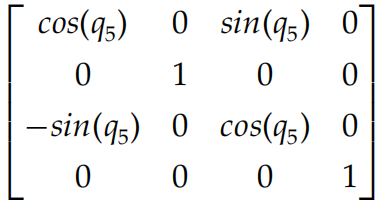 cos(q₅) 0 sin(q₅) 0
0 1 0 0
−sin(q₅) 0 cos(q₅) 0
0 0 0 1